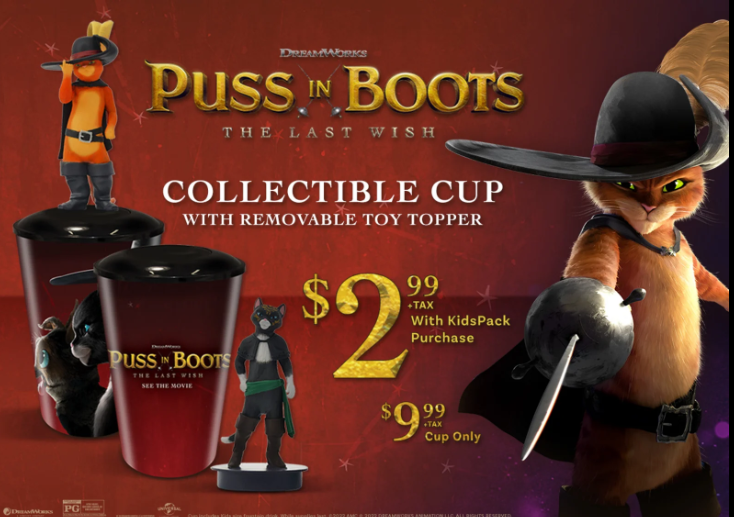 DREAMWORKS
PUSS IN BOOTS
THE LAST WISH
COLLECTIBLE CUP
WITH REMOVABLE TOY TOPPER
$2.99
+TAX
With KidsPack
Purchase
$9.99
+TAX
Cup Only
DREAMWORKS
PUSS IN BOOTS
THE LAST WISH
SEE THE MOVIE
DREAMWORKS
PG
UNIVERSAL